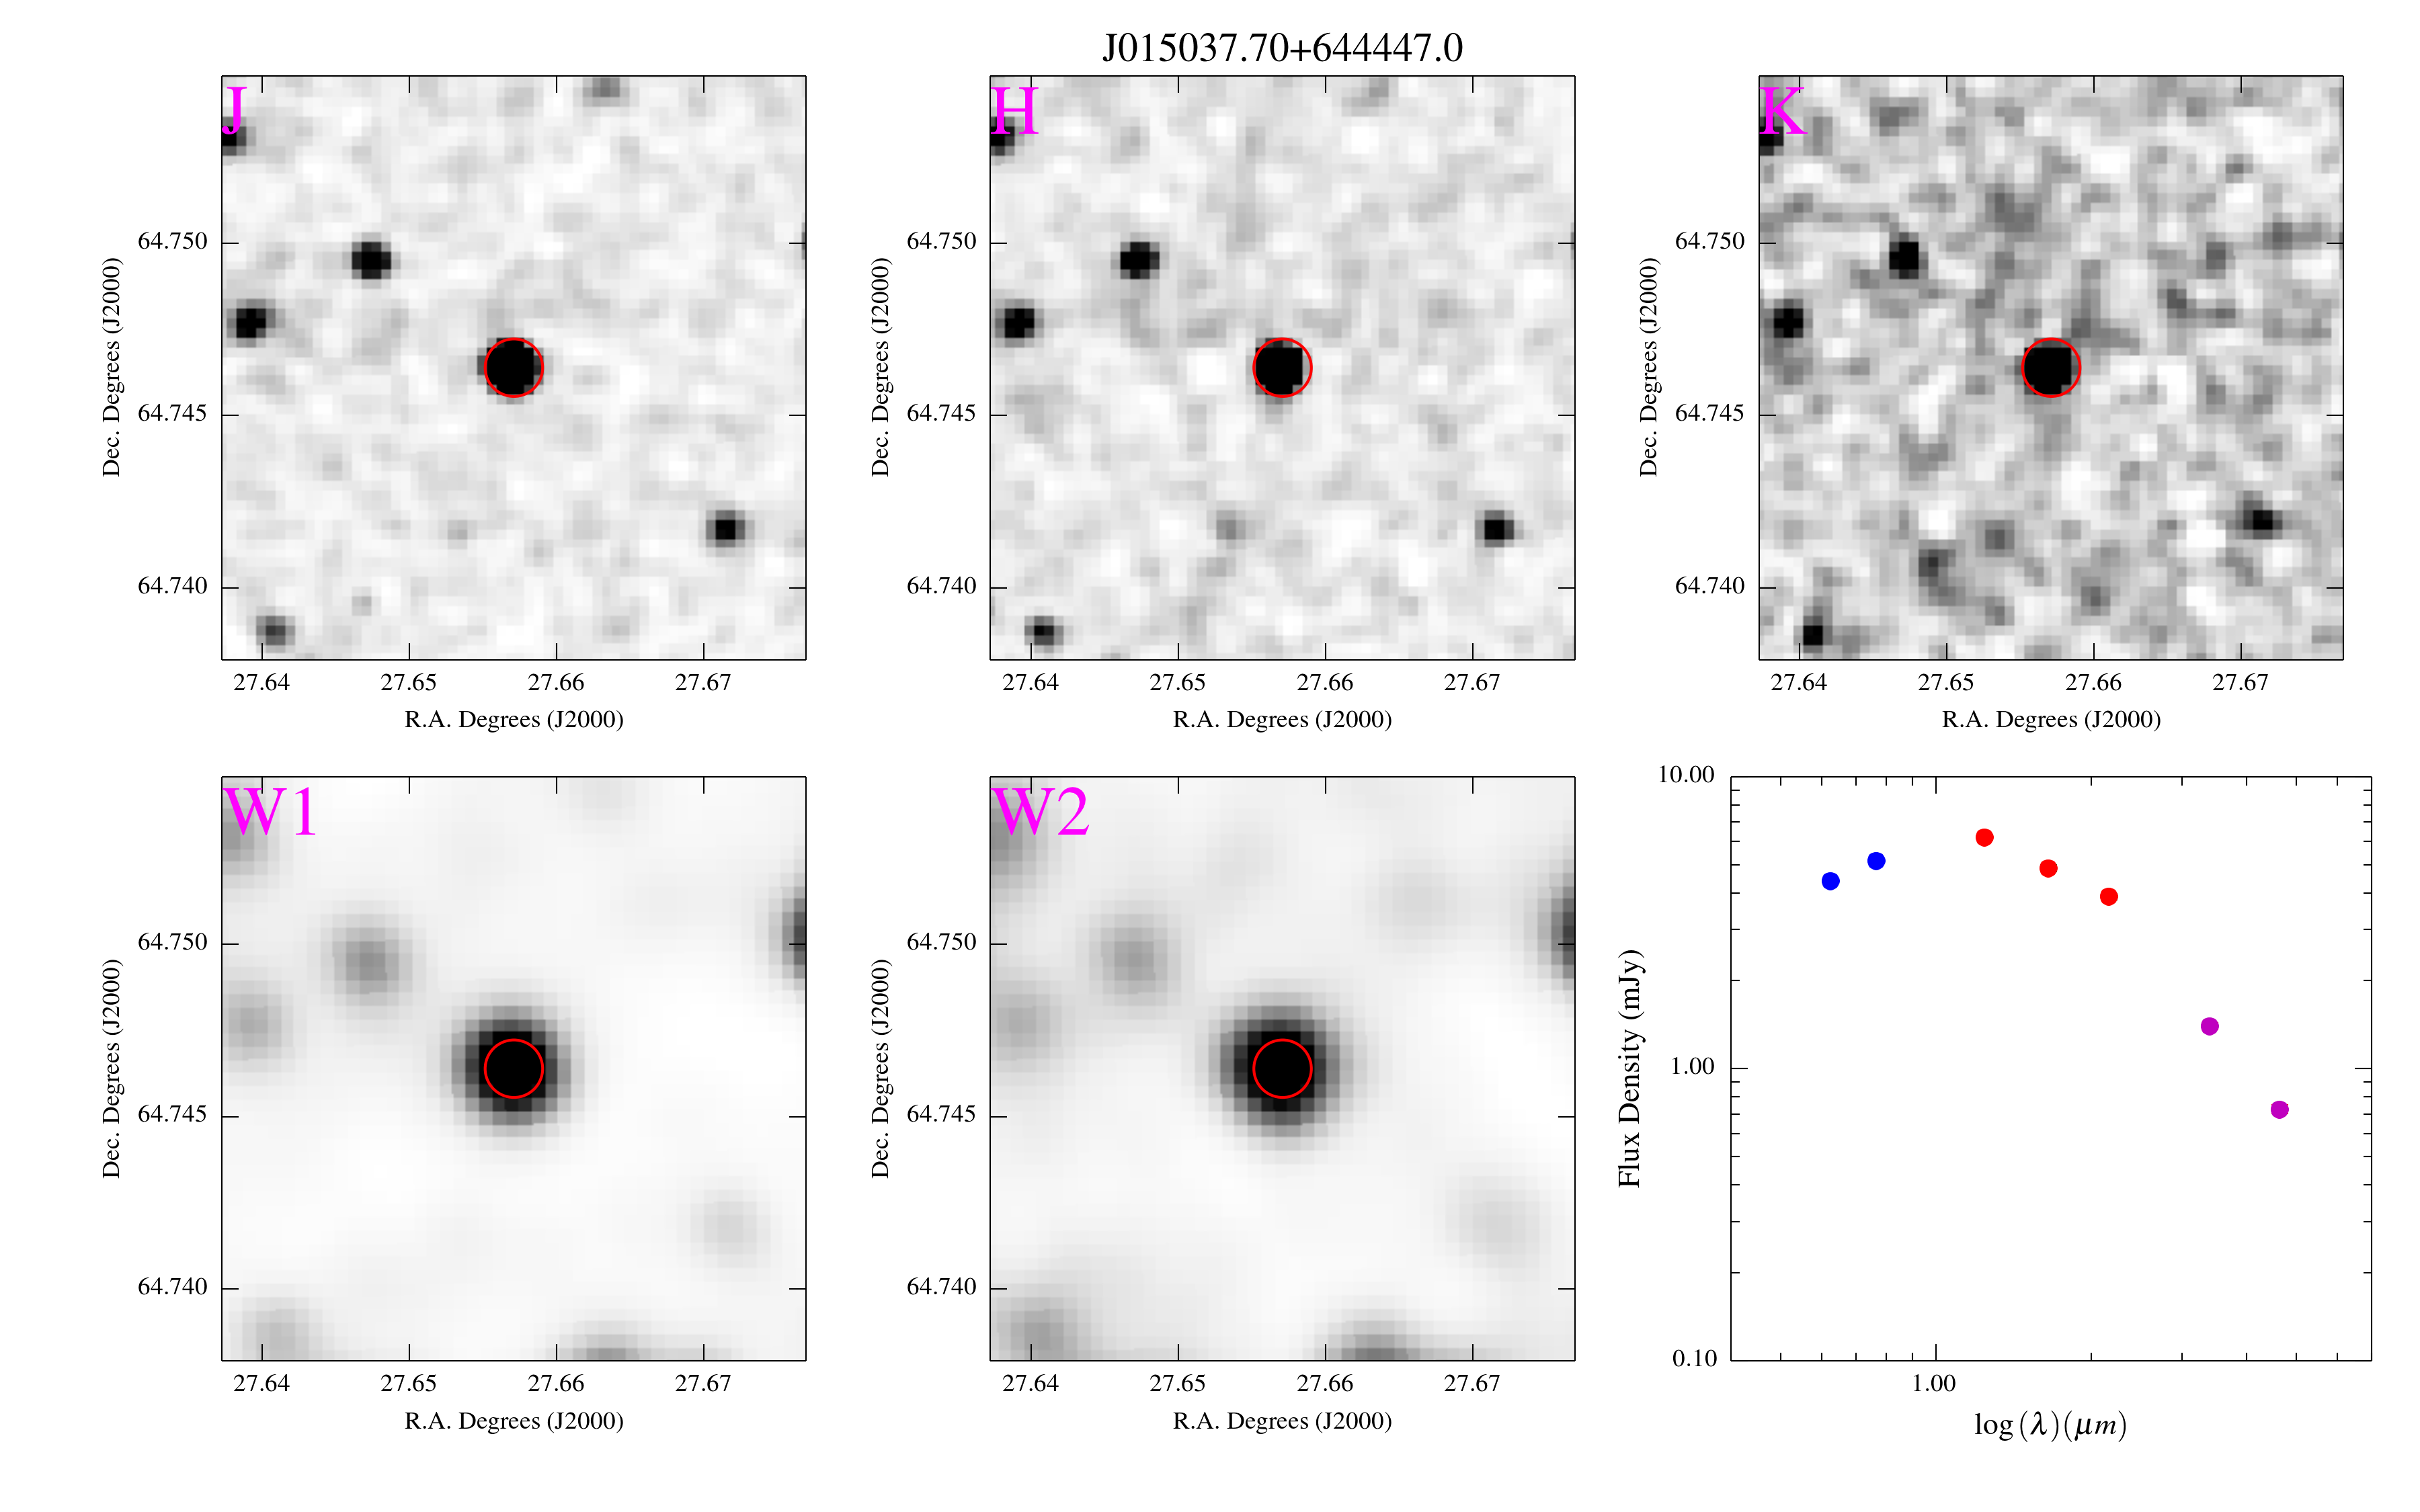 J015037.70+644447.0
J
H
K
64.750
64.745
64.740
Dec. Degrees (J2000)
27.64 27.65 27.66 27.67
R.A. Degrees (J2000)
64.750
64.745
64.740
Dec. Degrees (J2000)
27.64 27.65 27.66 27.67
R.A. Degrees (J2000)
64.750
64.745
64.740
Dec. Degrees (J2000)
27.64 27.65 27.66 27.67
R.A. Degrees (J2000)
W1
W2
64.750
64.745
64.740
Dec. Degrees (J2000)
27.64 27.65 27.66 27.67
R.A. Degrees (J2000)
64.750
64.745
64.740
Dec. Degrees (J2000)
27.64 27.65 27.66 27.67
R.A. Degrees (J2000)
10.00
1.00
0.10
Flux Density (mJy)
1.00
log (λ)(μm)